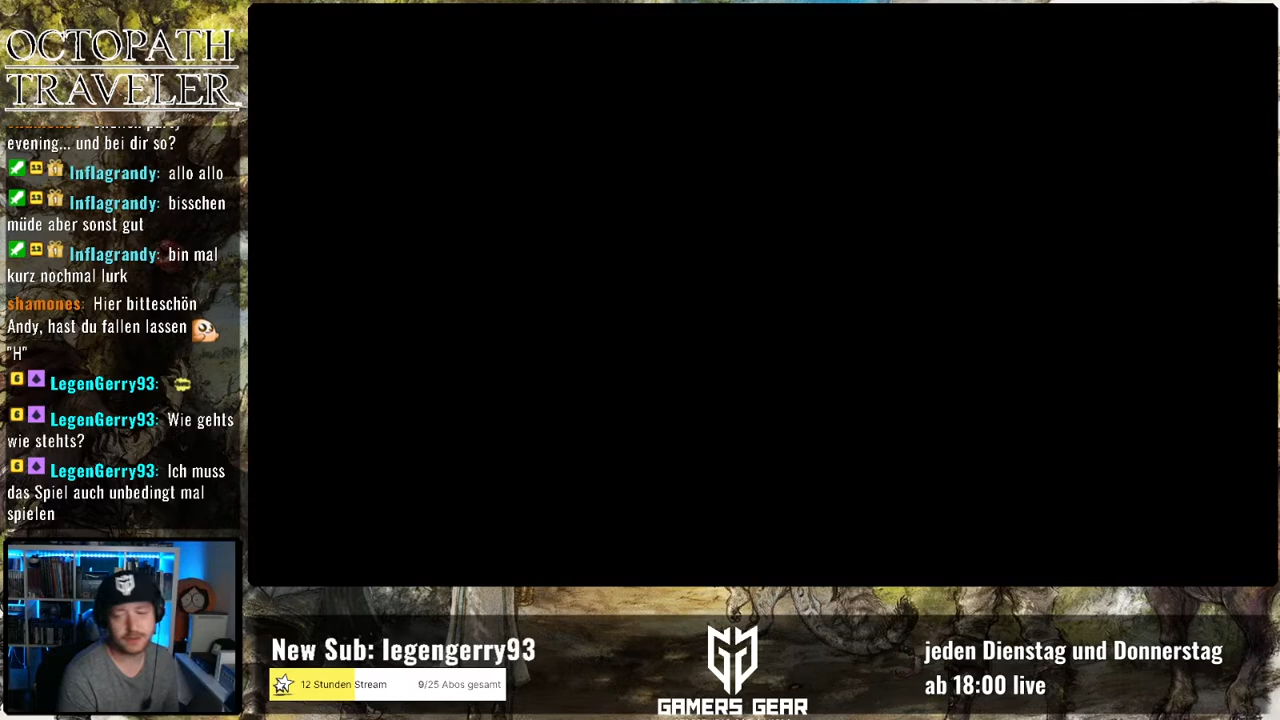 OCTOPATH
TRAVELER
evening... und bei dir so?
Inflagrandy: allo allo
Inflagrandy: bisschen
müde aber sonst gut
Inflagrandy: bin mal
kurz nochmal lurk
shamones: Hier bitteschön
Andy, hast du fallen lassen
"H"
LegenGerry93:
LegenGerry93: Wie gehts
wie stehts?
LegenGerry93: Ich muss
das Spiel auch unbedingt mal
spielen
New Sub: legengerry93
12 Stunden Stream 9/25 Abos gesamt
GAMERS GEAR
jeden Dienstag und Donnerstag
ab 18:00 live